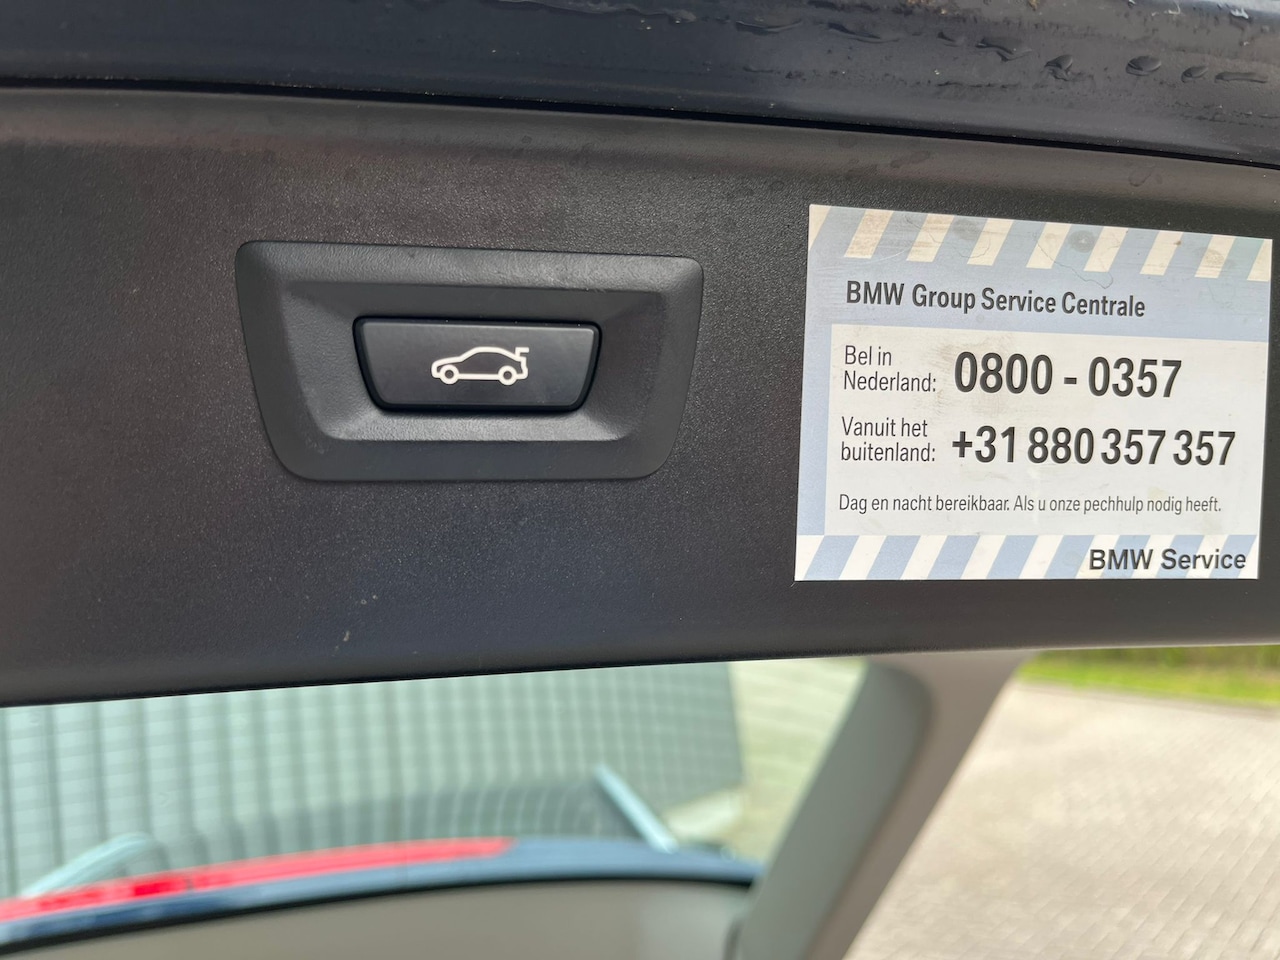 BMW Group Service Centrale
Bel in
Nederland: 0800 - 0357
Vanuit het
buitenland: +31 880 357 357
Dag en nacht bereikbaar. Als u onze pechhulp nodig heeft.
BMW Service